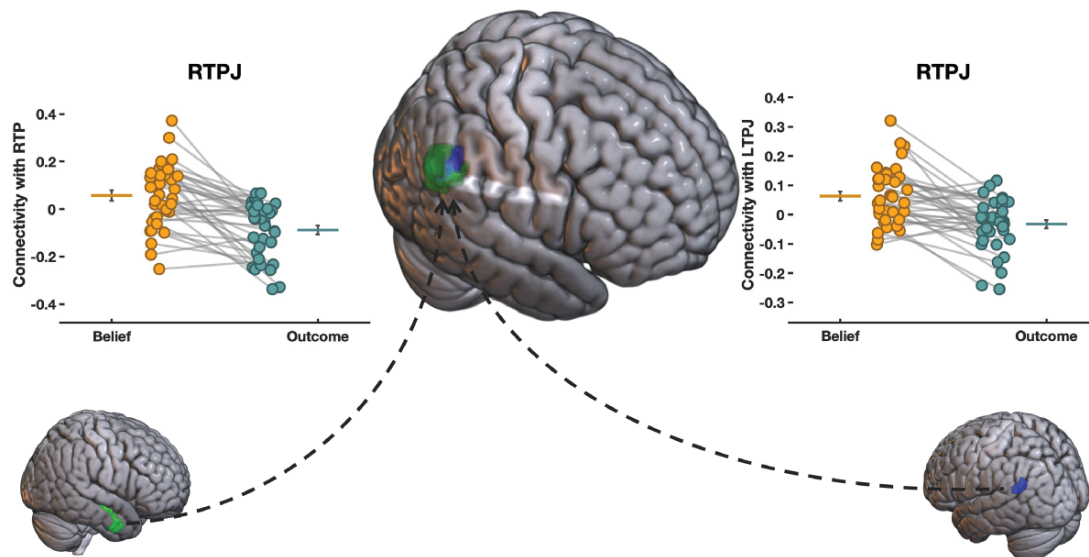 RTPJ
Connectivity with RTP
0.4
0.2
0
-0.2
-0.4
Belief
Outcome
RTPJ
Connectivity with LTPJ
0.4
0.3
0.2
0.1
0
-0.1
-0.2
-0.3
Belief
Outcome